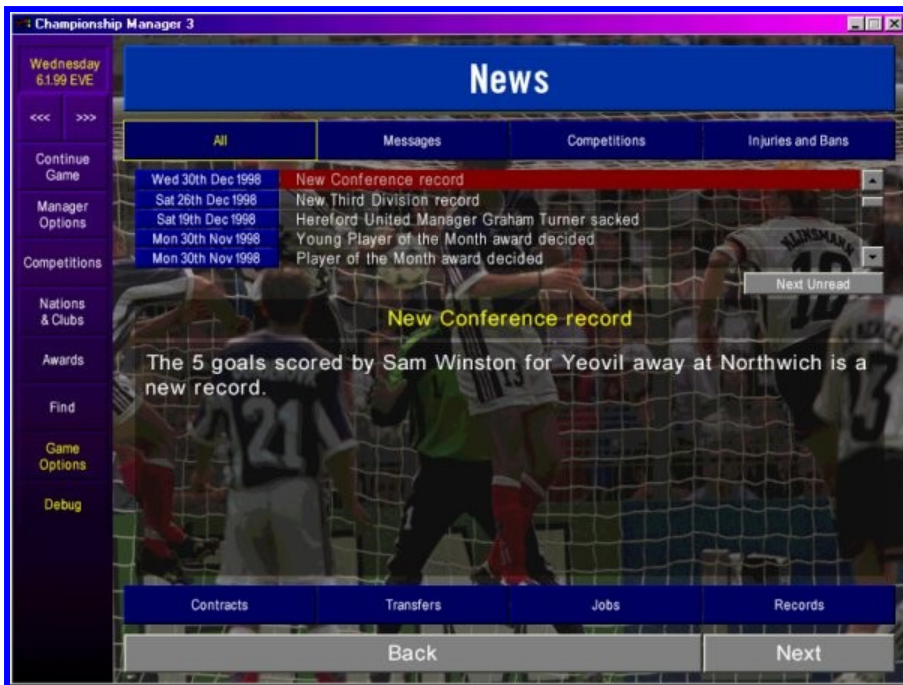 Championship Manager 3
Wednesday
6.1.99 EVE
<<< >>>
Continue
Game
Manager
Options
Competitions
Nations
& Clubs
Awards
Find
Game
Options
Debug
News
All Messages Competitions Injuries and Bans
Wed 30th Dec 1998 New Conference record
Sat 26th Dec 1998 New Third Division record
Sat 19th Dec 1998 Hereford United Manager Graham Turner sacked
Mon 30th Nov 1998 Young Player of the Month award decided
Mon 30th Nov 1998 Player of the Month award decided
Next Unread
New Conference record
The 5 goals scored by Sam Winston for Yeovil away at Northwich is a
new record.
KLINSMANN
18
13
21
13
Contracts Transfers Jobs Records
Back Next